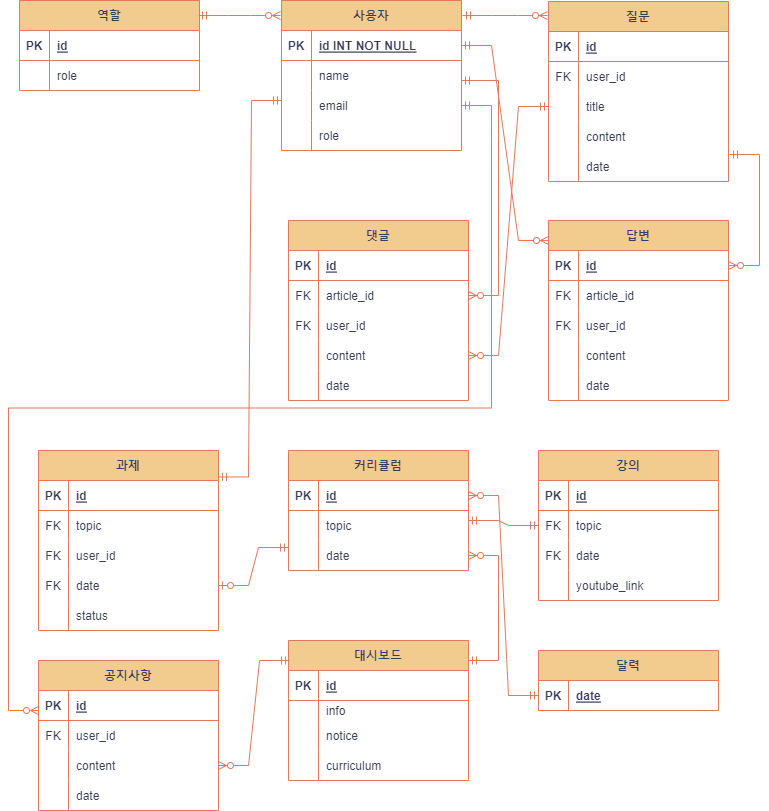 역할
PK id
role
사용자
PK id INT NOT NULL
name
email
role
질문
PK id
FK user_id
title
content
date
댓글
PK id
FK article_id
FK user_id
content
date
답변
PK id
FK article_id
FK user_id
content
date
과제
PK id
FK topic
FK user_id
FK date
status
커리큘럼
PK id
topic
date
강의
PK id
FK topic
FK date
youtube_link
공지사항
PK id
FK user_id
content
date
대시보드
PK id
info
notice
curriculum
달력
PK date